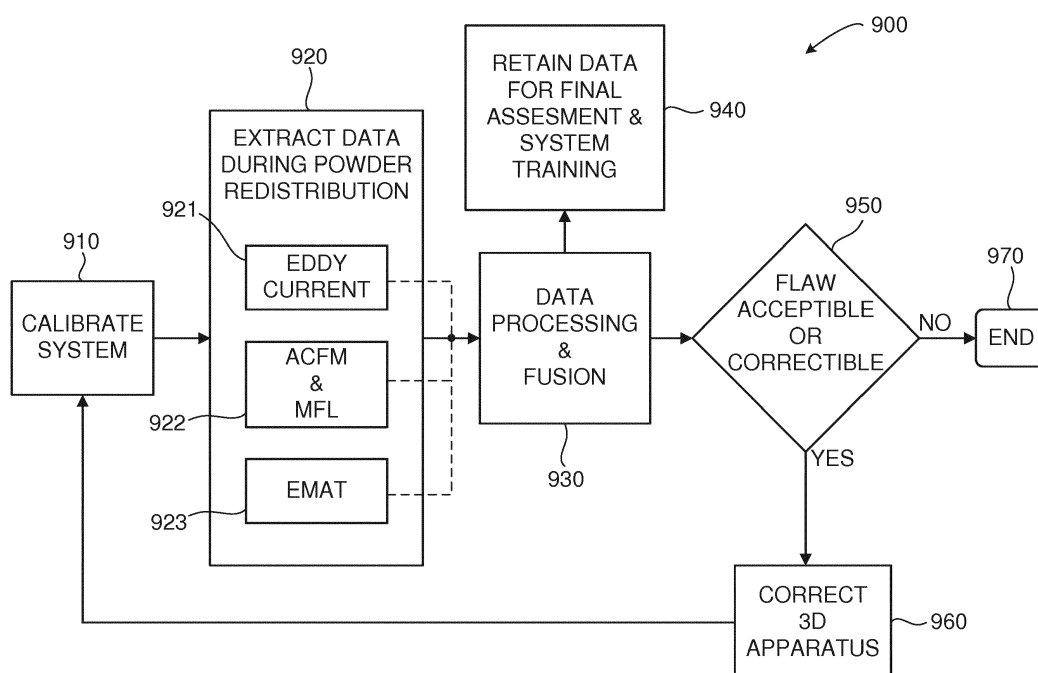 900
RETAIN DATA
FOR FINAL
ASSESMENT &
SYSTEM
TRAINING
940
920
EXTRACT DATA
DURING POWDER
REDISTRIBUTION
921
EDDY
CURRENT
ACFM
&
MFL
922
EMAT
923
910
CALIBRATE
SYSTEM
DATA
PROCESSING
&
FUSION
930
950
FLAW
ACCEPTIBLE
OR
CORRECTIBLE
NO
970
END
YES
CORRECT
3D
APPARATUS
960